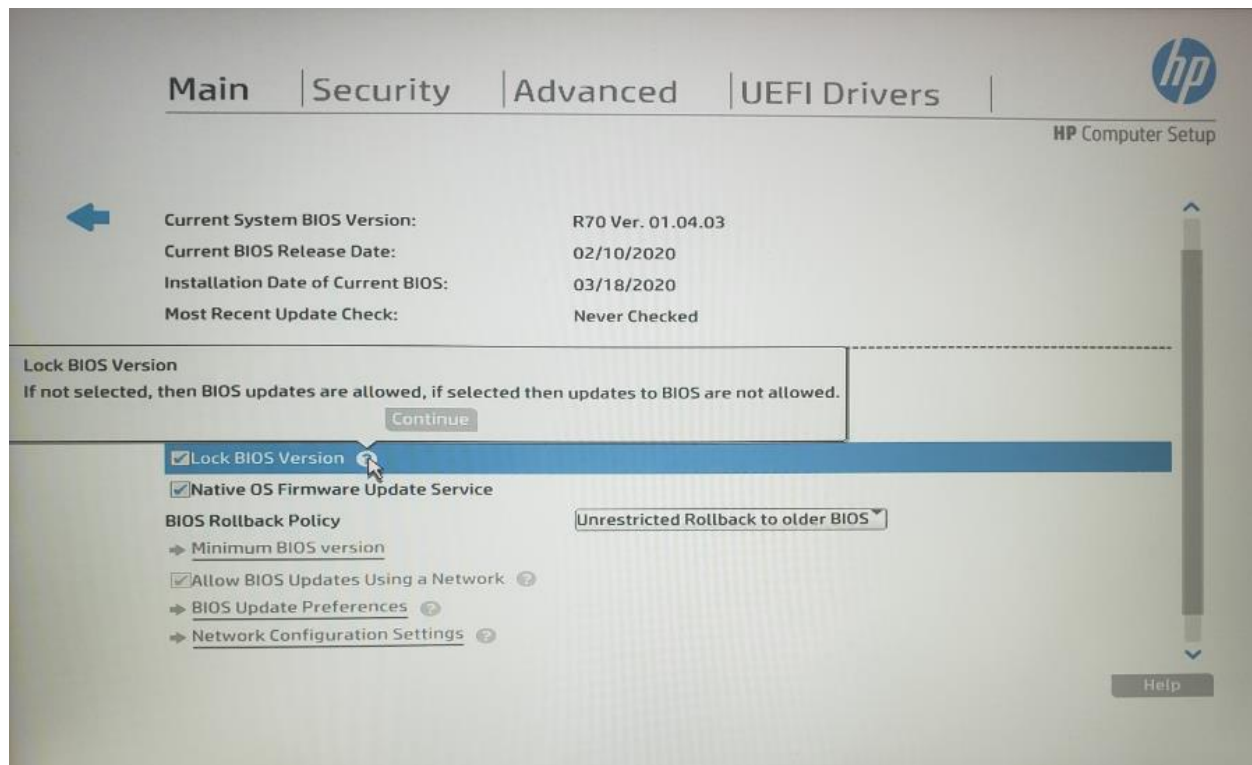 hp
Main Security Advanced UEFI Drivers
HP Computer Setup
Current System BIOS Version: R70 Ver. 01.04.03
Current BIOS Release Date: 02/10/2020
Installation Date of Current BIOS: 03/18/2020
Most Recent Update Check: Never Checked
Lock BIOS Version
If not selected, then BIOS updates are allowed, if selected then updates to BIOS are not allowed.
Continue
Lock BIOS Version ?
Native OS Firmware Update Service
BIOS Rollback Policy Unrestricted Rollback to older BIOS
Minimum BIOS version
Allow BIOS Updates Using a Network ?
BIOS Update Preferences ?
Network Configuration Settings ?
Help